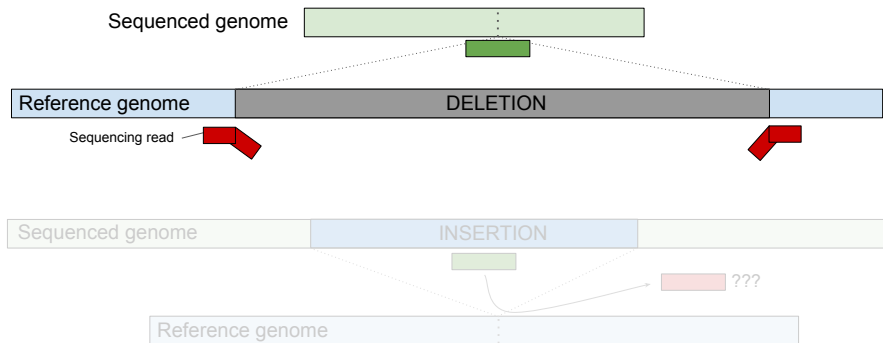 Sequenced genome
Reference genome
DELETION
Sequencing read
Sequenced genome
INSERTION
???
Reference genome